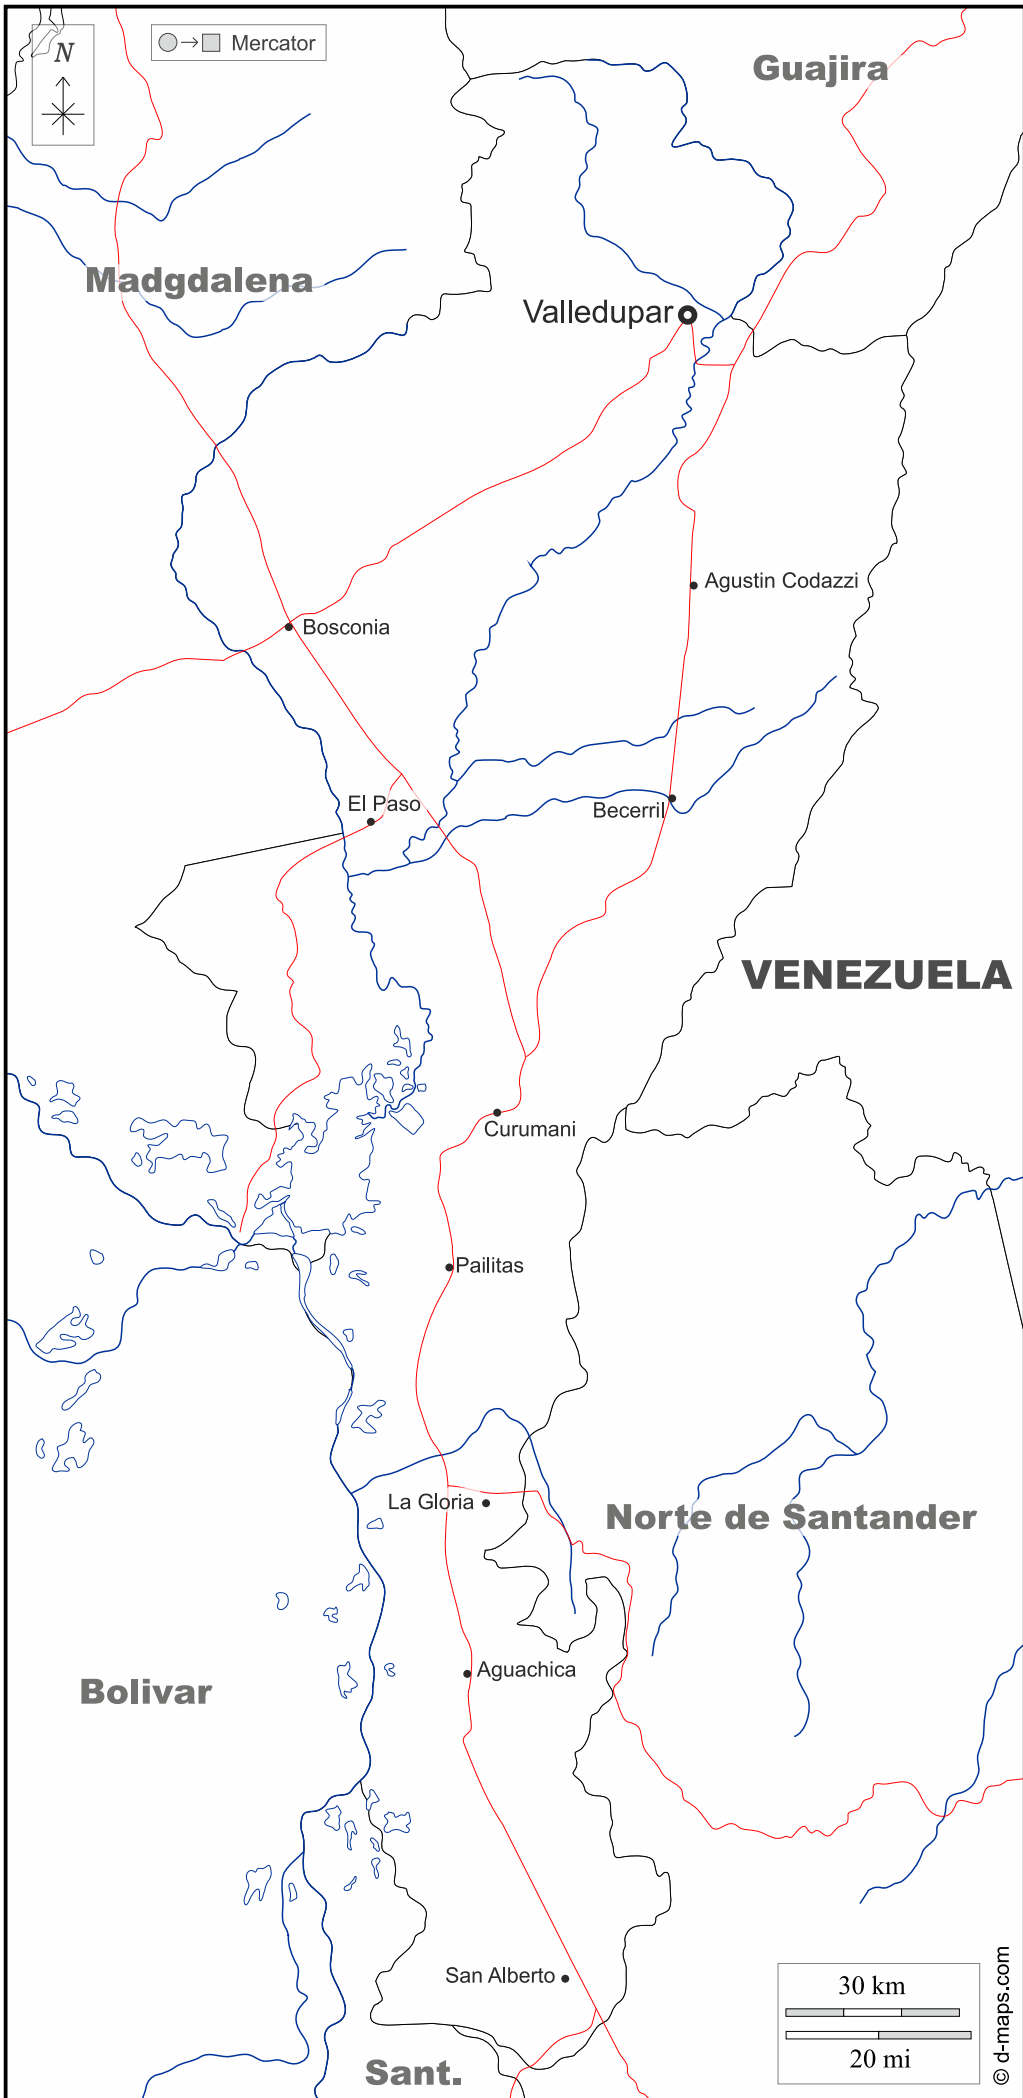 N
Mercator
Guajira
Madgdalena
Valledupar
Agustin Codazzi
Bosconia
El Paso
Becerril
VENEZUELA
Curumani
Pailitas
La Gloria
Norte de Santander
Aguachica
Bolivar
San Alberto
30 km
20 mi
Sant.
© d-maps.com